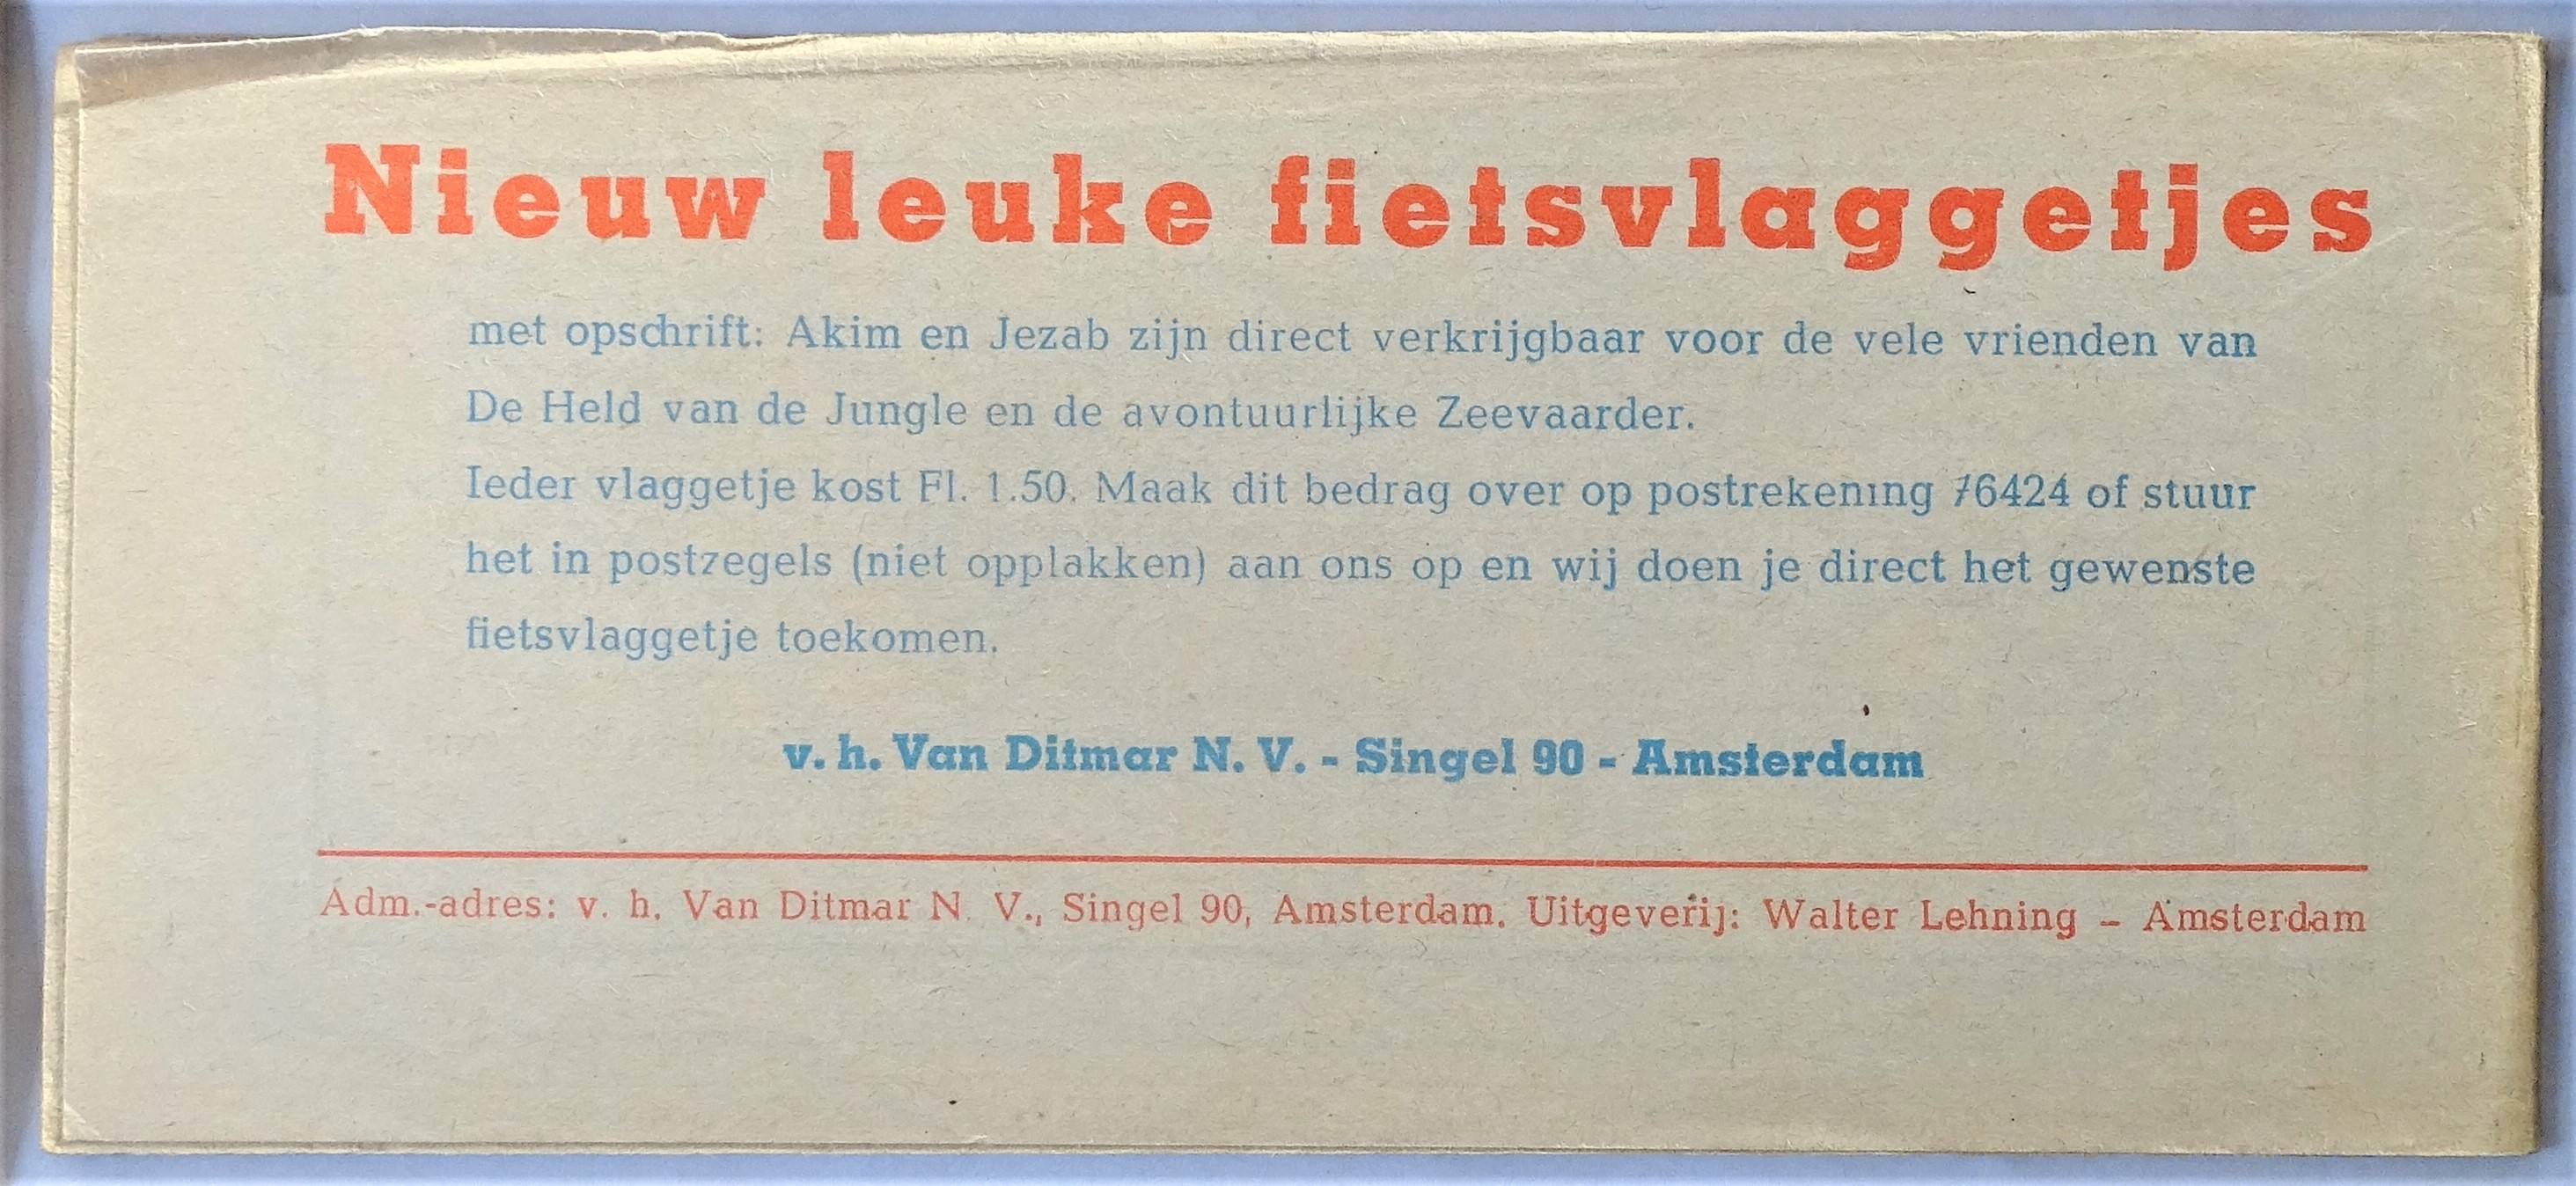 Nieuw leuke fietsvlaggetjes
met opschrift: Akim en Jezab zijn direct verkrijgbaar voor de vele vrienden van
De Held van de Jungle en de avontuurlijke Zeevaarder.
Ieder vlaggetje kost Fl. 1.50. Maak dit bedrag over op postrekening 76424 of stuur
het in postzegels (niet opplakken) aan ons op en wij doen je direct het gewenste
fietsvlaggetje toekomen.
v. h. Van Ditmar N. V. - Singel 90 - Amsterdam
Adm.-adres: v. h. Van Ditmar N. V., Singel 90, Amsterdam. Uitgeverij: Walter Lehning – Amsterdam